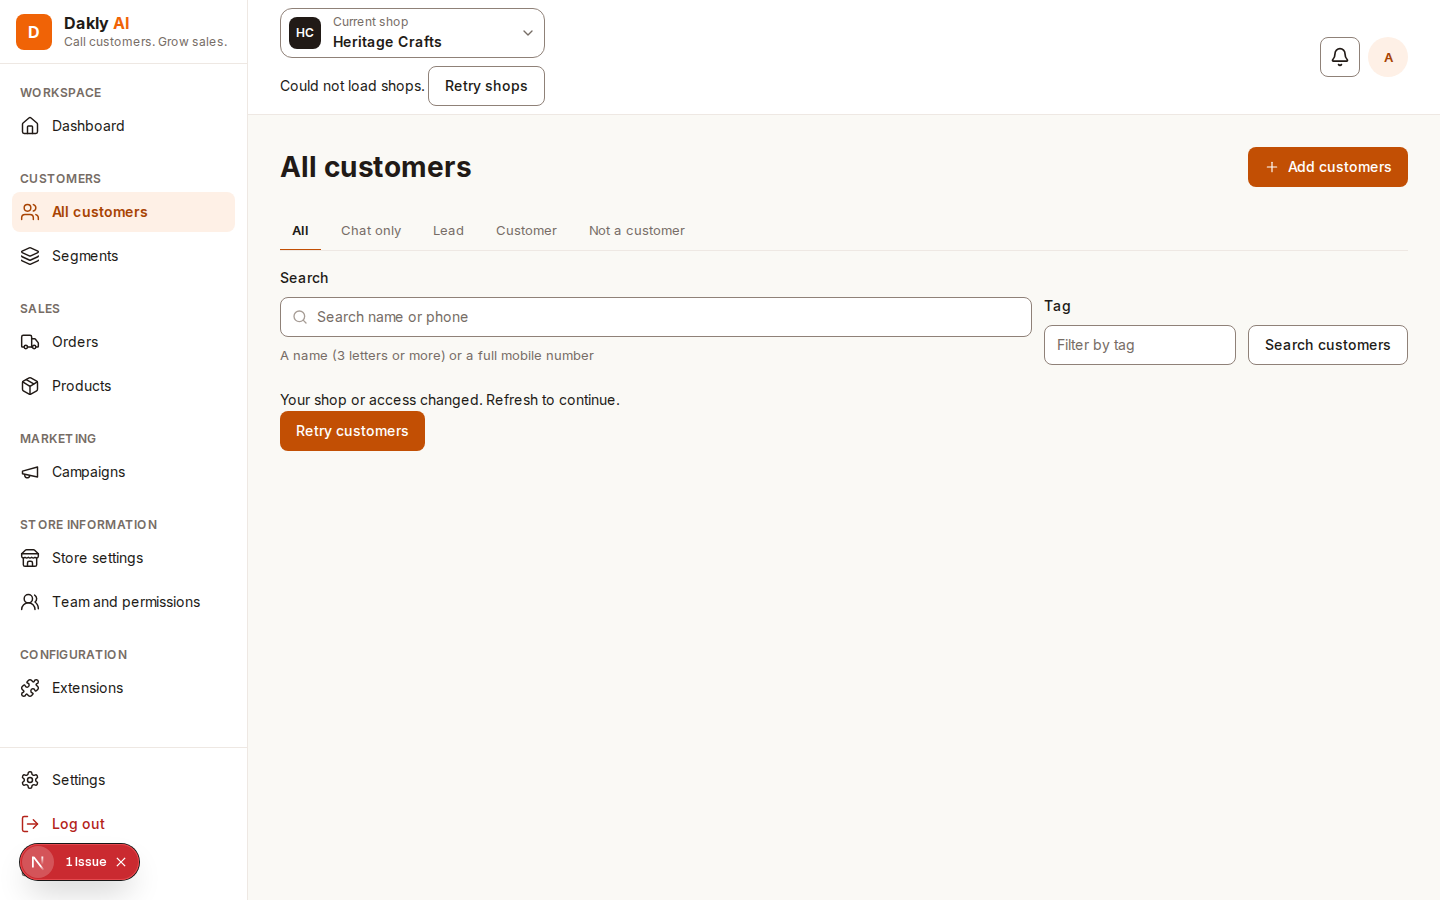 D
Dakly AI
Call customers. Grow sales.
WORKSPACE
Dashboard
CUSTOMERS
All customers
Segments
SALES
Orders
Products
MARKETING
Campaigns
STORE INFORMATION
Store settings
Team and permissions
CONFIGURATION
Extensions
Settings
Log out
N 1 Issue
HC
Current shop
Heritage Crafts
Could not load shops. Retry shops
A
All customers
Add customers
All Chat only Lead Customer Not a customer
Search
Search name or phone
A name (3 letters or more) or a full mobile number
Tag
Filter by tag
Search customers
Your shop or access changed. Refresh to continue.
Retry customers